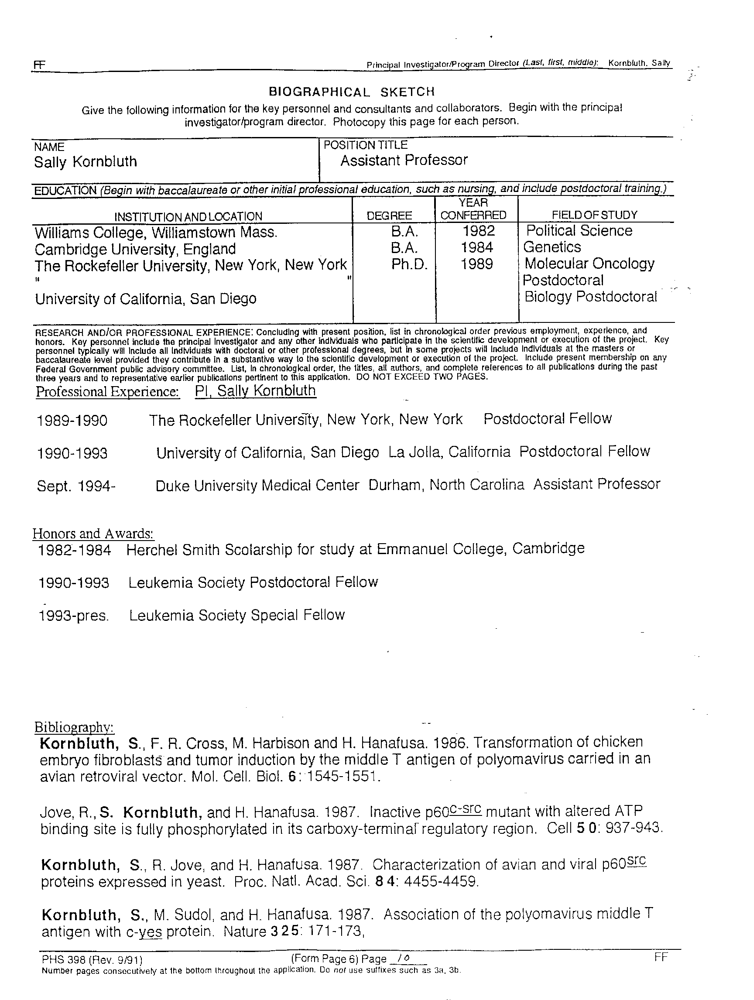 FF Principal Investigator/Program Director (Last, first, middle): Kornbluth, Sally
BIOGRAPHICAL SKETCH
Give the following information for the key personnel and consultants and collaborators. Begin with the principal
investigator/program director. Photocopy this page for each person.
NAME POSITION TITLE
Sally Kornbluth Assistant Professor
EDUCATION (Begin with baccalaureate or other initial professional education, such as nursing, and include postdoctoral training.)
INSTITUTION AND LOCATION DEGREE YEAR CONFERRED FIELD OF STUDY
Williams College, Williamstown Mass. B.A. 1982 Political Science
Cambridge University, England B.A. 1984 Genetics
The Rockefeller University, New York, New York Ph.D. 1989 Molecular Oncology
" " Postdoctoral
University of California, San Diego Biology Postdoctoral
RESEARCH AND/OR PROFESSIONAL EXPERIENCE: Concluding with present position, list in chronological order previous employment, experience, and
honors. Key personnel include the principal investigator and any other individuals who participate in the scientific development or execution of the project. Key
personnel typically will include all individuals with doctoral or other professional degrees, but in some projects will include individuals at the masters or
baccalaureate level provided they contribute in a substantive way to the scientific development or execution of the project. Include present membership on any
Federal Government public advisory committee. List, in chronological order, the titles, all authors, and complete references to all publications during the past
three years and to representative earlier publications pertinent to this application. DO NOT EXCEED TWO PAGES.
Professional Experience: PI, Sally Kornbluth
1989-1990 The Rockefeller University, New York, New York Postdoctoral Fellow
1990-1993 University of California, San Diego La Jolla, California Postdoctoral Fellow
Sept. 1994- Duke University Medical Center Durham, North Carolina Assistant Professor
Honors and Awards:
1982-1984 Herchel Smith Scolarship for study at Emmanuel College, Cambridge
1990-1993 Leukemia Society Postdoctoral Fellow
1993-pres. Leukemia Society Special Fellow
Bibliography:
Kornbluth, S., F. R. Cross, M. Harbison and H. Hanafusa. 1986. Transformation of chicken
embryo fibroblasts and tumor induction by the middle T antigen of polyomavirus carried in an
avian retroviral vector. Mol. Cell. Biol. 6: 1545-1551.
Jove, R., S. Kornbluth, and H. Hanafusa. 1987. Inactive p60c-src mutant with altered ATP
binding site is fully phosphorylated in its carboxy-terminal regulatory region. Cell 50: 937-943.
Kornbluth, S., R. Jove, and H. Hanafusa. 1987. Characterization of avian and viral p60src
proteins expressed in yeast. Proc. Natl. Acad. Sci. 84: 4455-4459.
Kornbluth, S., M. Sudol, and H. Hanafusa. 1987. Association of the polyomavirus middle T
antigen with c-yes protein. Nature 325: 171-173,
PHS 398 (Rev. 9/91) (Form Page 6) Page 10 FF
Number pages consecutively at the bottom throughout the application. Do not use suffixes such as 3a, 3b.